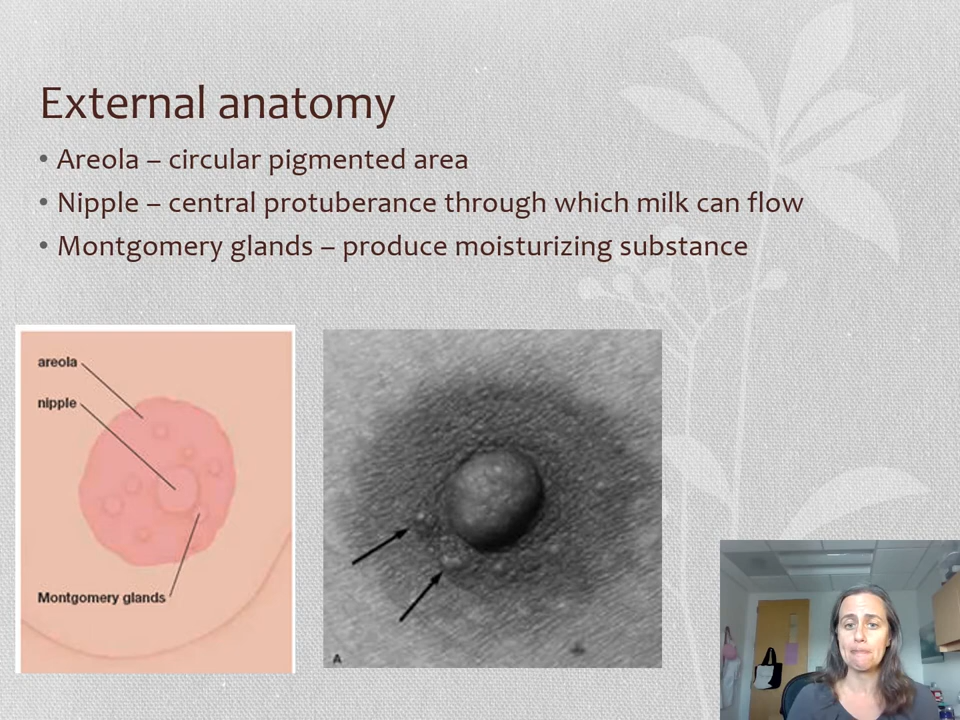 External anatomy
• Areola – circular pigmented area
• Nipple – central protuberance through which milk can flow
• Montgomery glands – produce moisturizing substance
areola
nipple
Montgomery glands
A